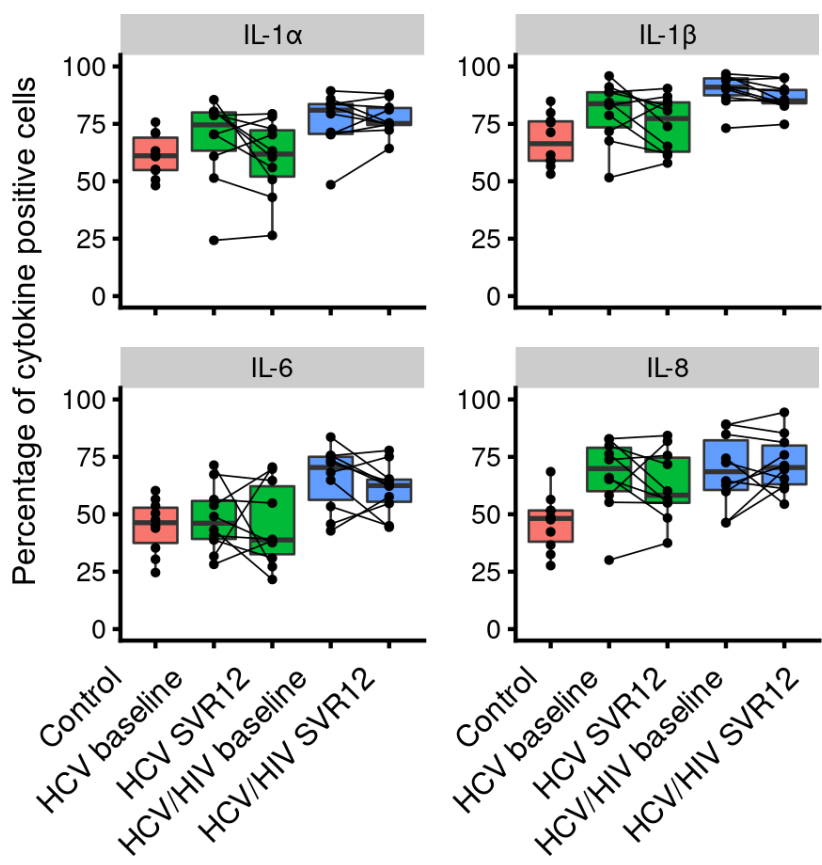 Percentage of cytokine positive cells
IL-1α
100
75
50
25
0
IL-1β
100
75
50
25
0
IL-6
100
75
50
25
0
IL-8
100
75
50
25
0
Control
HCV baseline
HCV SVR12
HCV/HIV baseline
HCV/HIV SVR12
Control
HCV baseline
HCV SVR12
HCV/HIV baseline
HCV/HIV SVR12